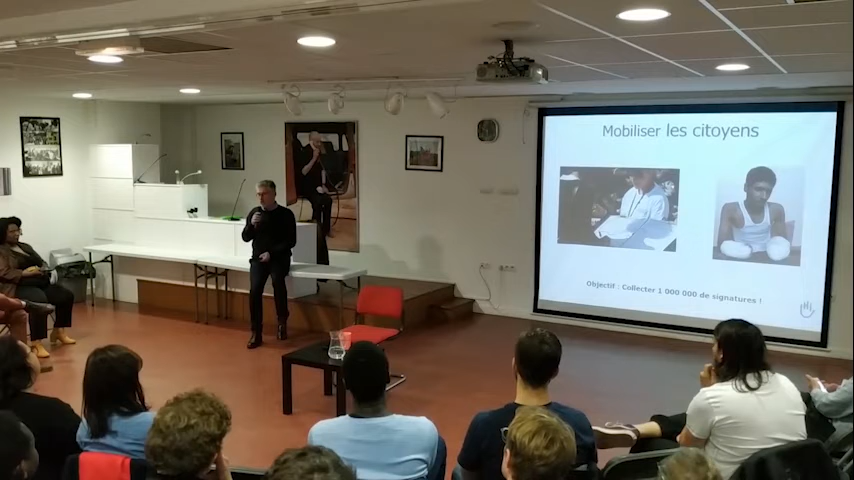 Mobiliser les citoyens
Objectif : Collecter 1 000 000 de signatures !